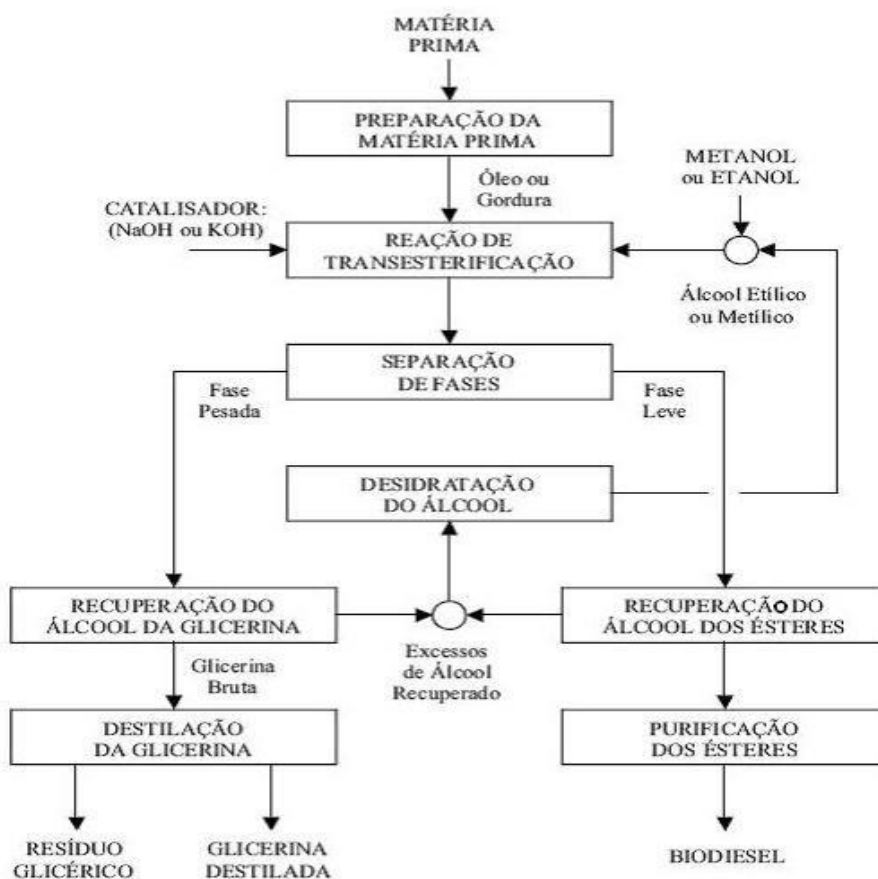 MATÉRIA
PRIMA
PREPARAÇÃO DA
MATÉRIA PRIMA
METANOL
ou ETANOL
Óleo ou
Gordura
CATALISADOR:
(NaOH ou KOH)
REAÇÃO DE
TRANSESTERIFICAÇÃO
Álcool Etílico
ou Metílico
SEPARAÇÃO
DE FASES
Fase
Pesada
Fase
Leve
DESIDRATAÇÃO
DO ÁLCOOL
RECUPERAÇÃO DO
ÁLCOOL DA GLICERINA
RECUPERAÇÃO DO
ÁLCOOL DOS ÉSTERES
Excessos
de Álcool
Recuperado
Glicerina
Bruta
DESTILAÇÃO
DA GLICERINA
PURIFICAÇÃO
DOS ÉSTERES
RESÍDUO
GLICÉRICO
GLICERINA
DESTILADA
BIODIESEL